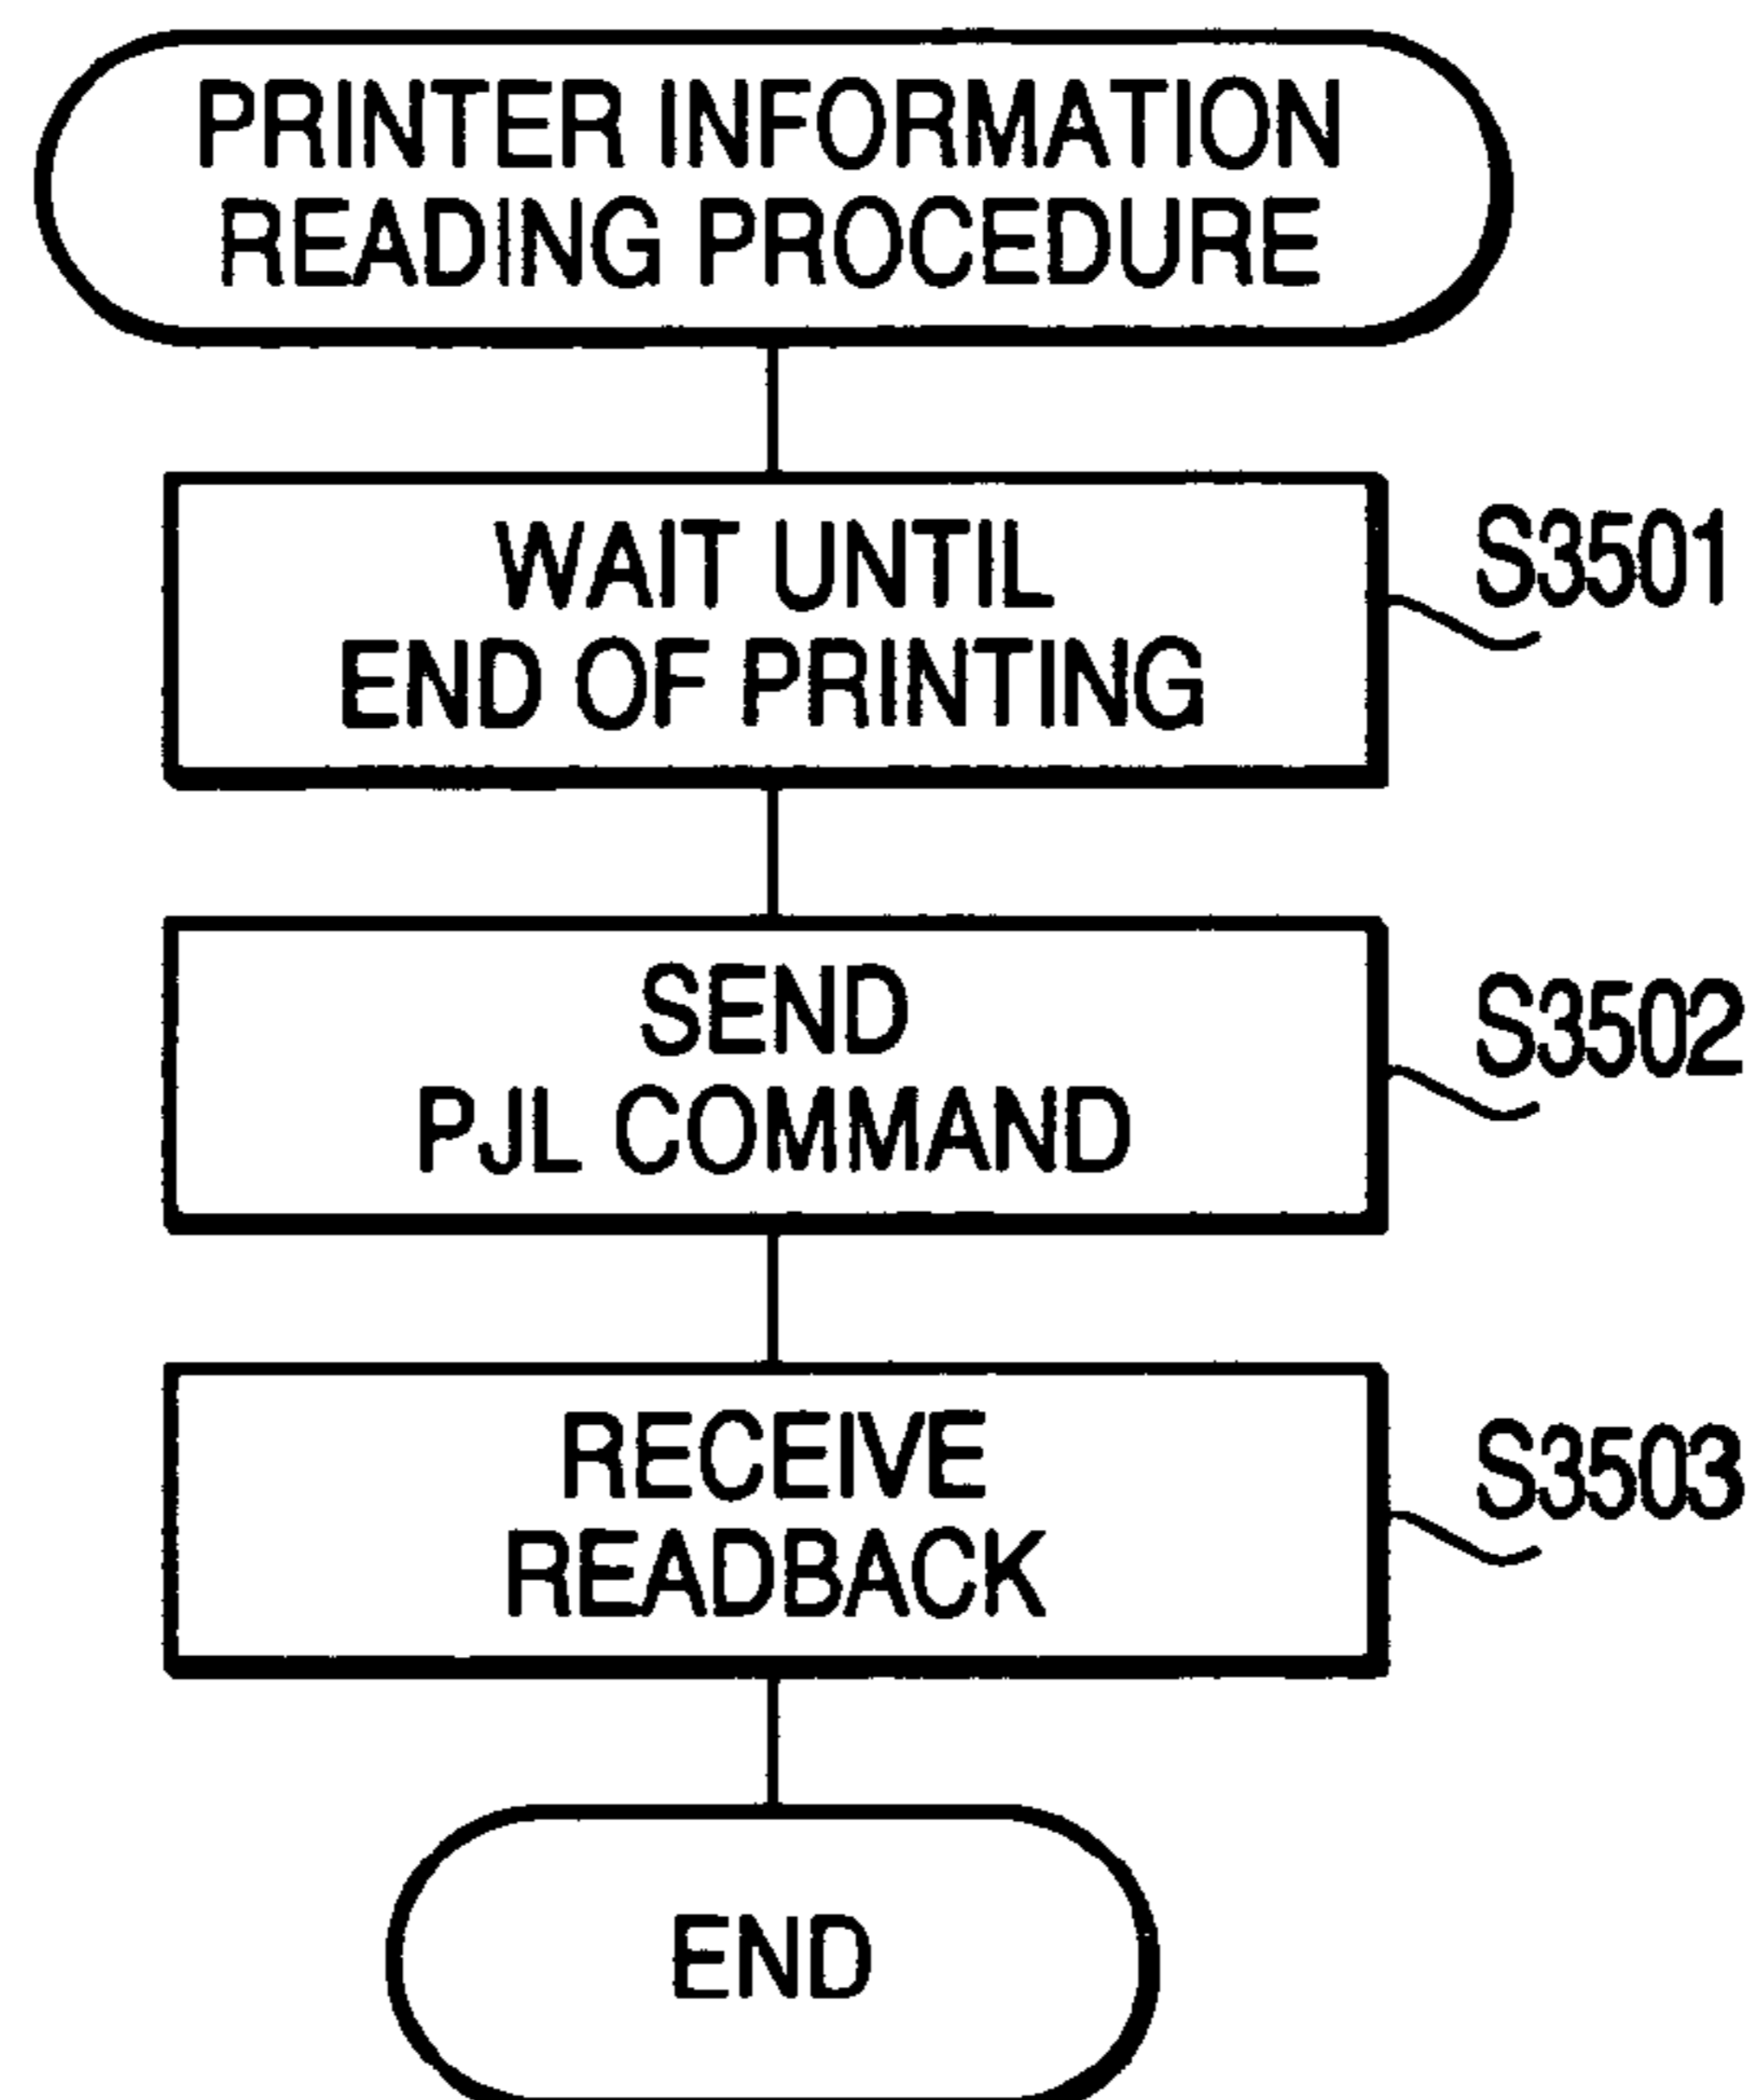 PRINTER INFORMATION
READING PROCEDURE
WAIT UNTIL
END OF PRINTING
S3501
SEND
PJL COMMAND
S3502
RECEIVE
READBACK
S3503
END